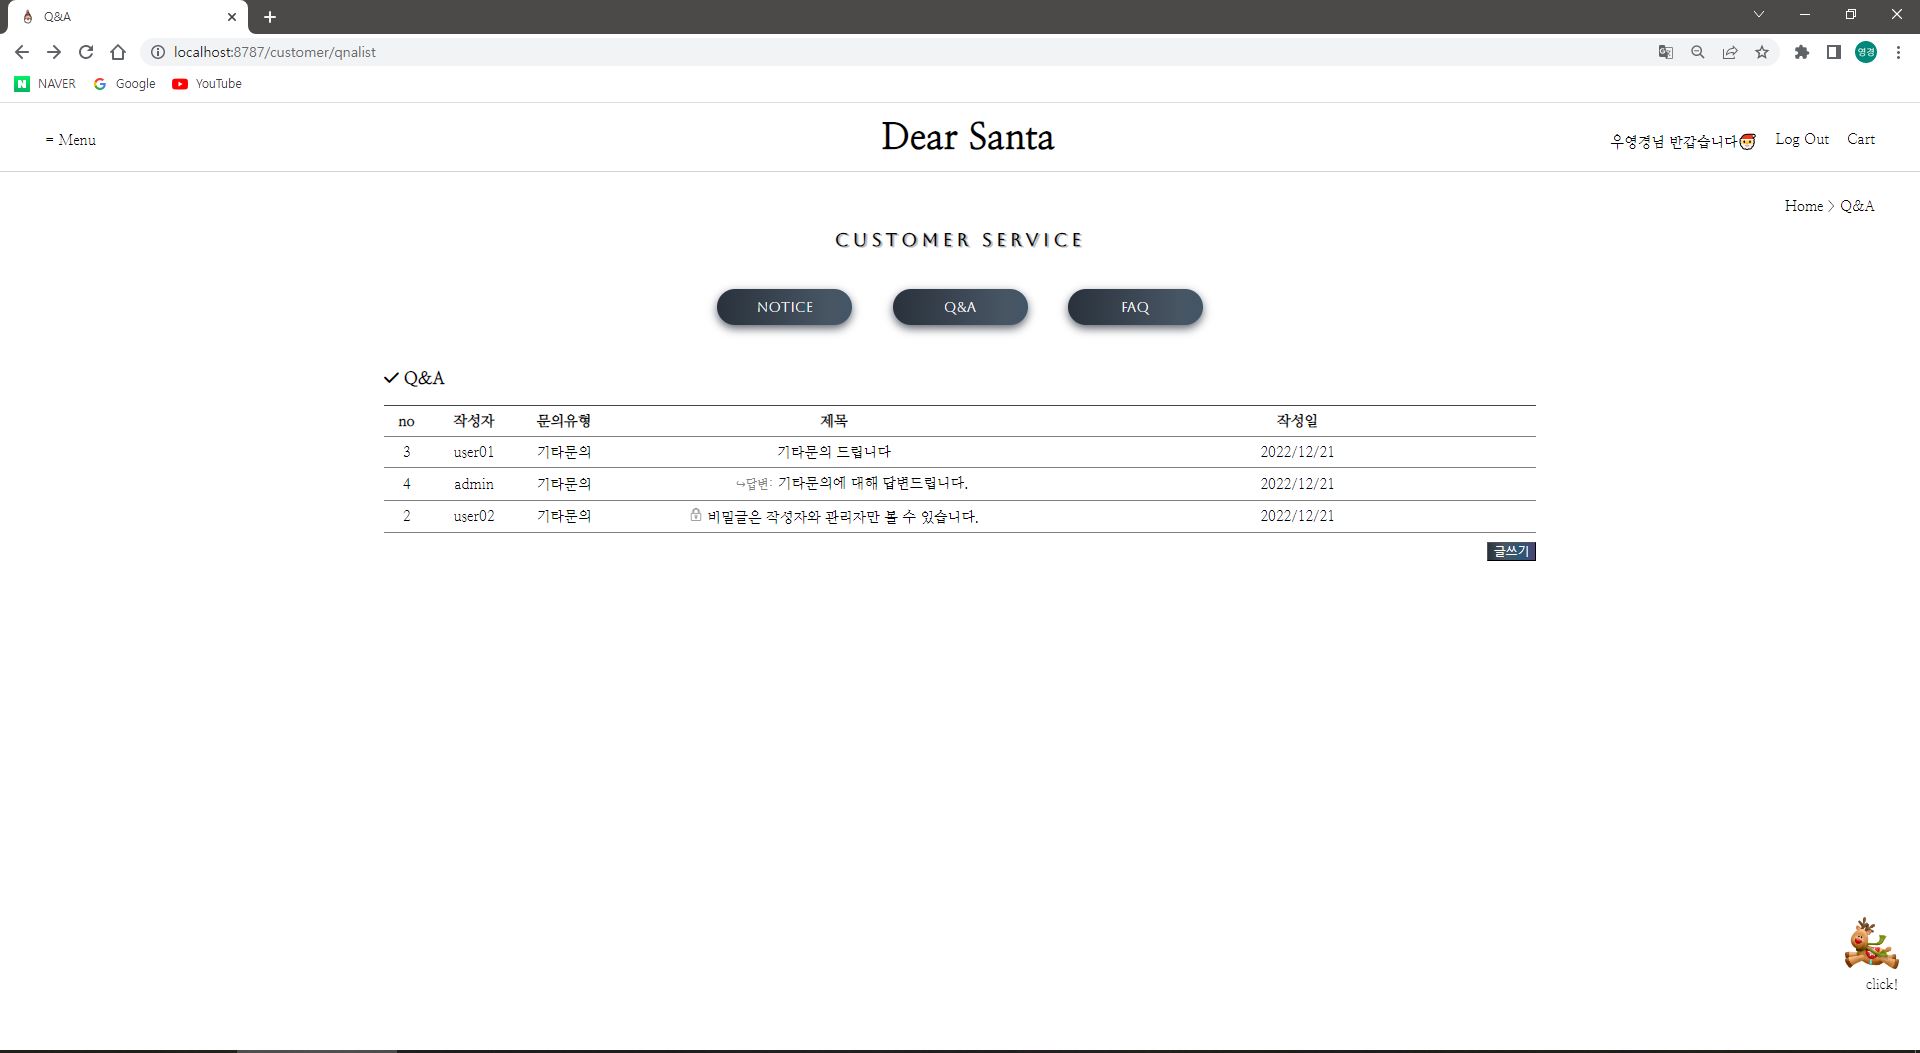 Q&A
localhost:8787/customer/qnalist
영경
NAVER Google YouTube
= Menu
Dear Santa
우영경님 반갑습니다 Log Out Cart
Home > Q&A
CUSTOMER SERVICE
NOTICE Q&A FAQ
Q&A
no 작성자 문의유형 제목 작성일
3 user01 기타문의 기타문의 드립니다 2022/12/21
4 admin 기타문의 ↪답변: 기타문의에 대해 답변드립니다. 2022/12/21
2 user02 기타문의 비밀글은 작성자와 관리자만 볼 수 있습니다. 2022/12/21
글쓰기
click!